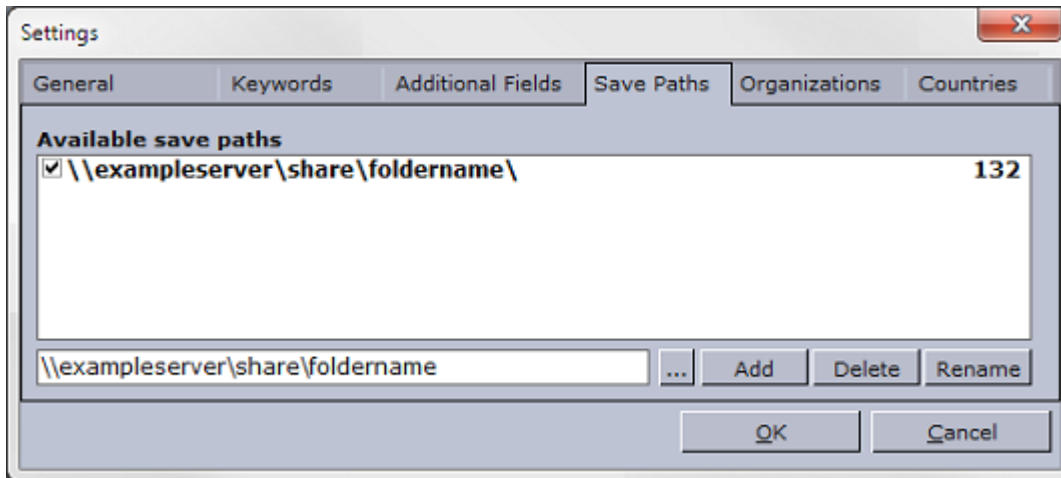 Settings
General Keywords Additional Fields Save Paths Organizations Countries
Available save paths
\\exampleserver\share\foldername\ 132
\\exampleserver\share\foldername ... Add Delete Rename
OK Cancel